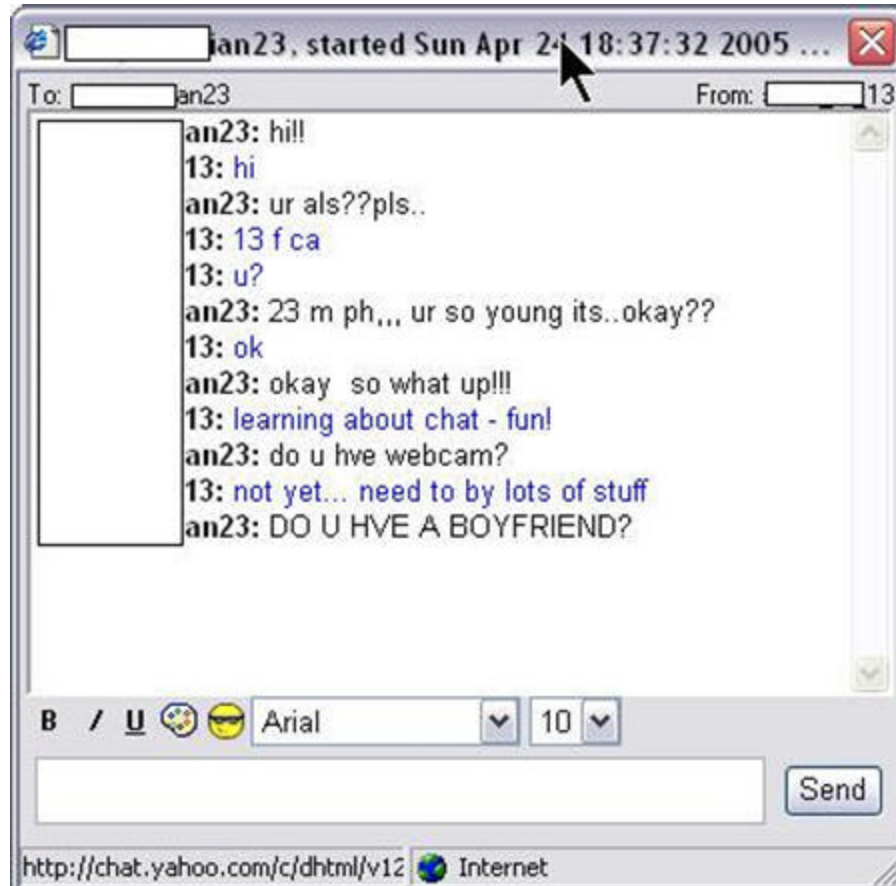 ian23, started Sun Apr 24 18:37:32 2005 ...
To: an23 From: 13
an23: hi!!
13: hi
an23: ur als??pls..
13: 13 f ca
13: u?
an23: 23 m ph,,, ur so young its..okay??
13: ok
an23: okay so what up!!!
13: learning about chat - fun!
an23: do u hve webcam?
13: not yet... need to by lots of stuff
an23: DO U HVE A BOYFRIEND?
B I U Arial 10
Send
http://chat.yahoo.com/c/dhtml/v12 Internet